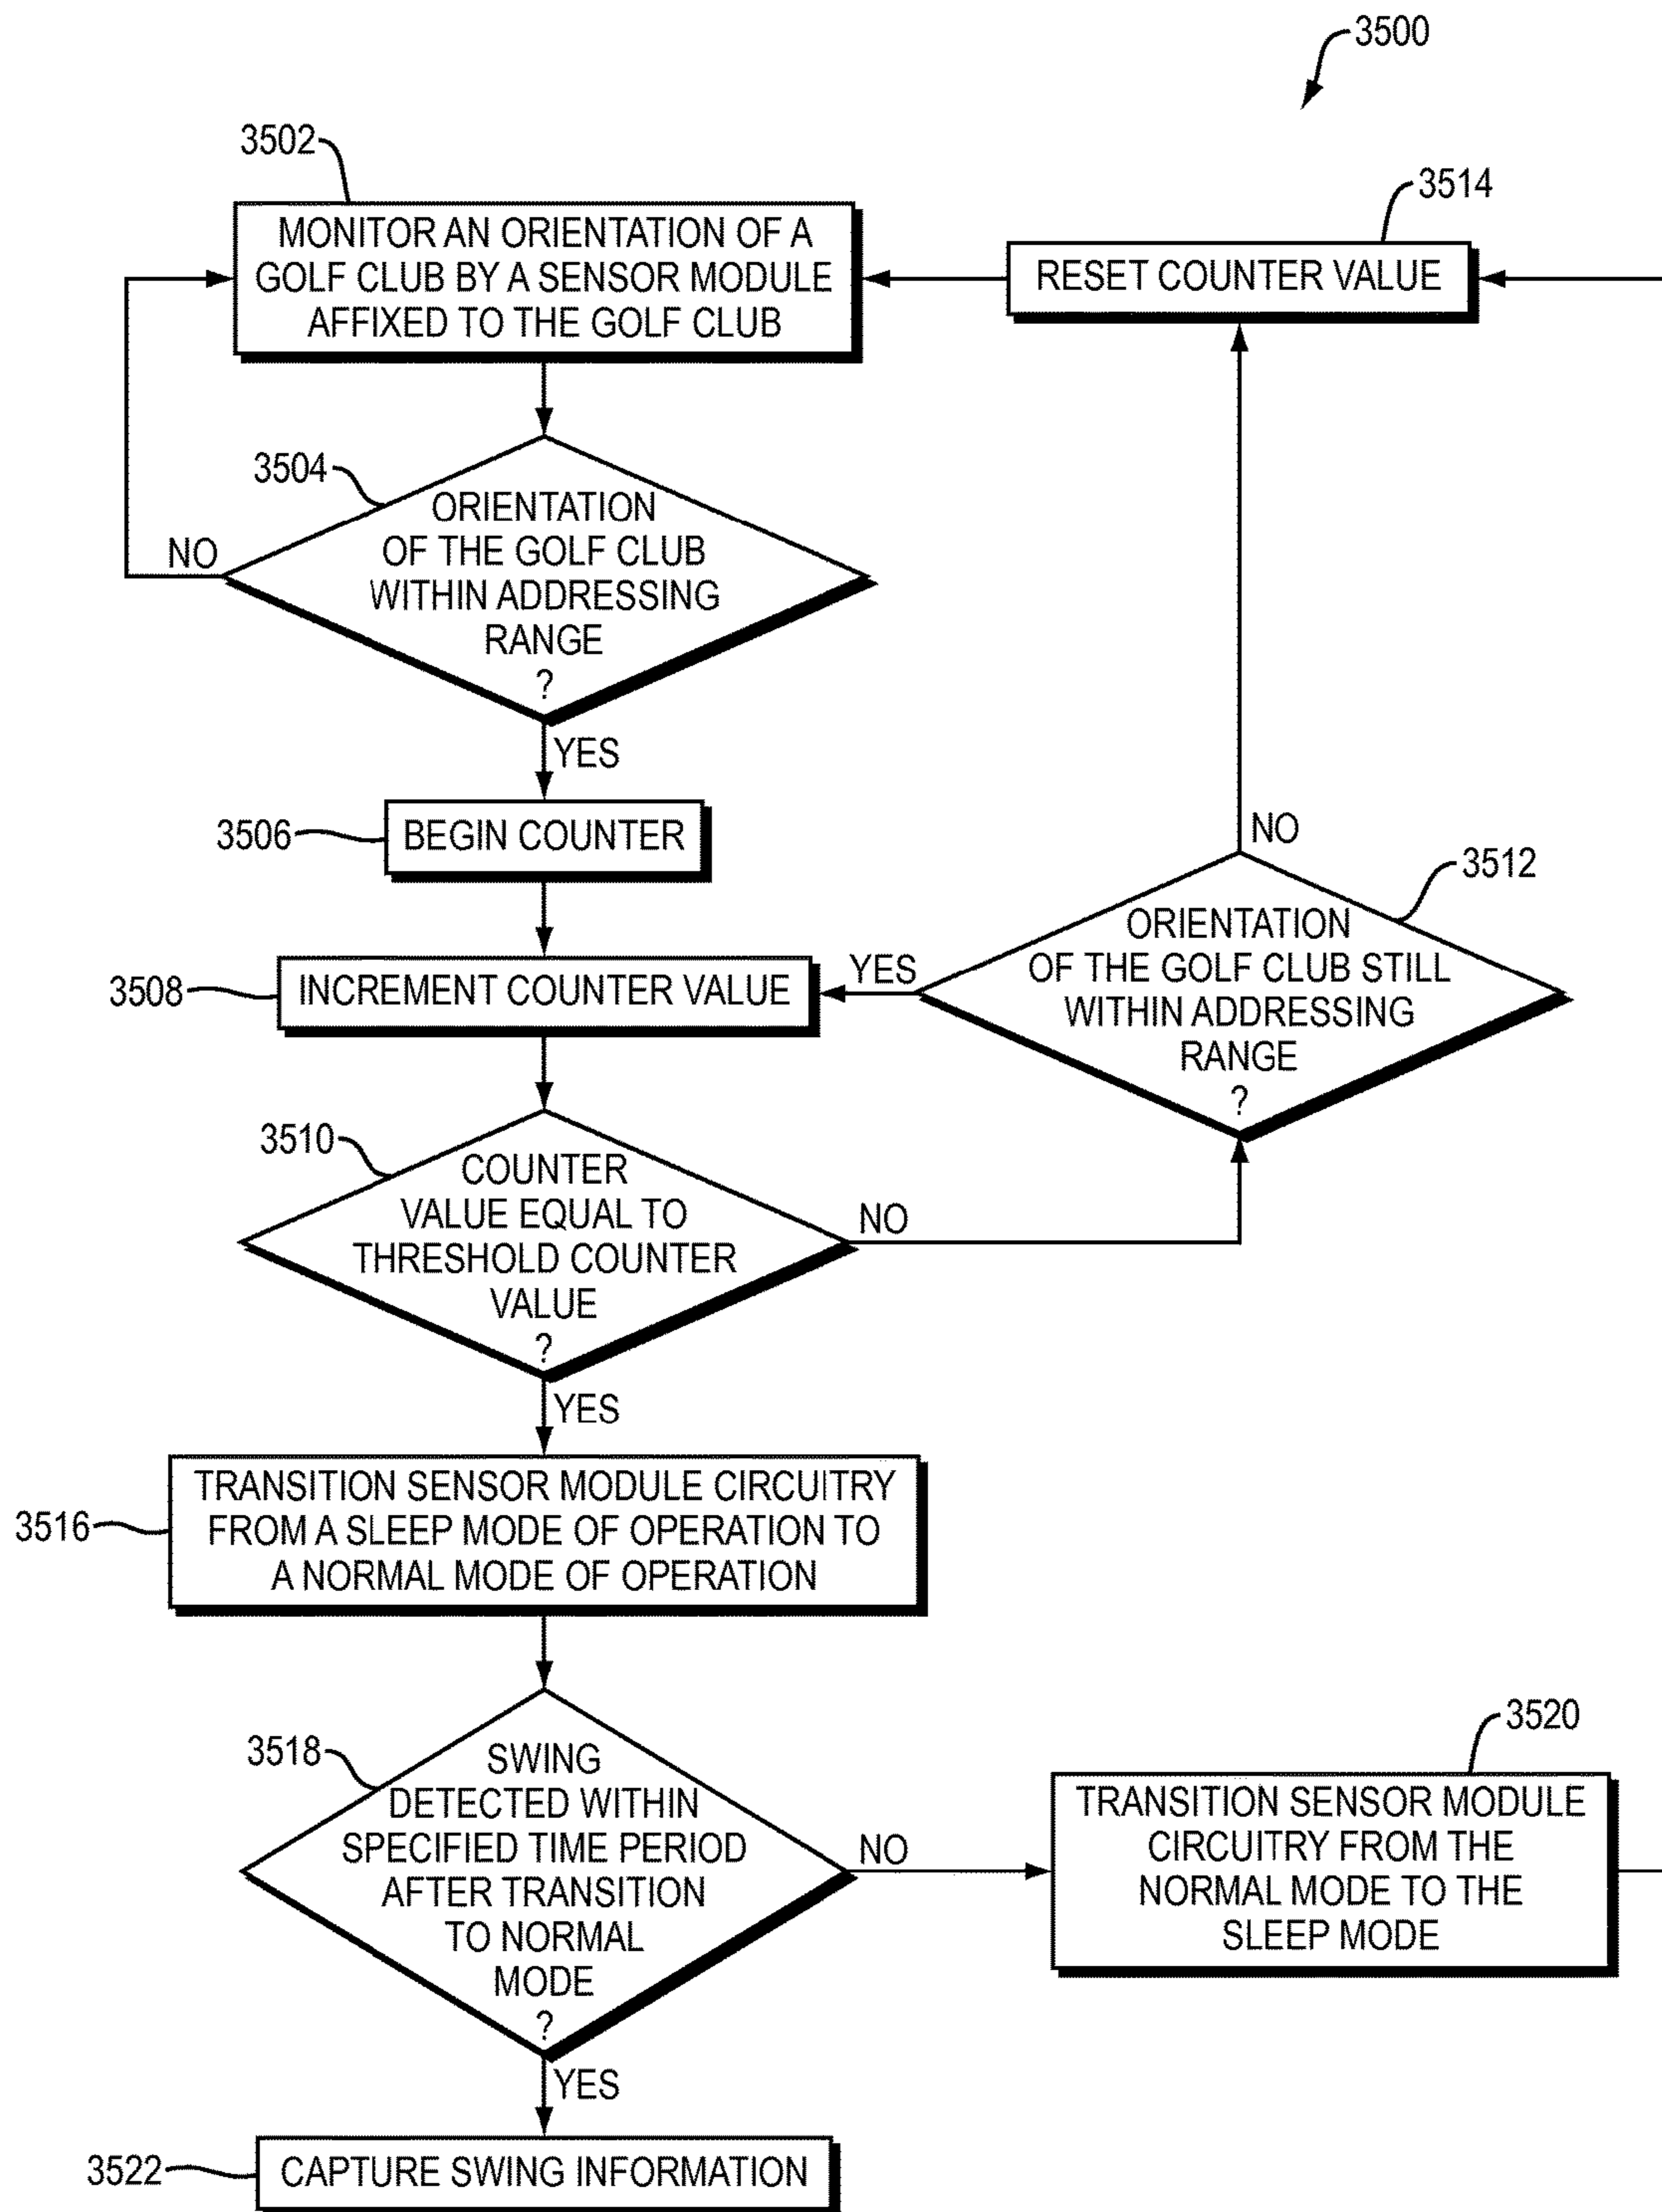 3500
3502
MONITOR AN ORIENTATION OF A
GOLF CLUB BY A SENSOR MODULE
AFFIXED TO THE GOLF CLUB
3514
RESET COUNTER VALUE
3504
ORIENTATION
OF THE GOLF CLUB
WITHIN ADDRESSING
RANGE
?
NO
YES
3506
BEGIN COUNTER
3508
INCREMENT COUNTER VALUE
YES
NO
3512
ORIENTATION
OF THE GOLF CLUB STILL
WITHIN ADDRESSING
RANGE
?
3510
COUNTER
VALUE EQUAL TO
THRESHOLD COUNTER
VALUE
?
NO
YES
3516
TRANSITION SENSOR MODULE CIRCUITRY
FROM A SLEEP MODE OF OPERATION TO
A NORMAL MODE OF OPERATION
3518
SWING
DETECTED WITHIN
SPECIFIED TIME PERIOD
AFTER TRANSITION
TO NORMAL
MODE
?
NO
3520
TRANSITION SENSOR MODULE
CIRCUITRY FROM THE
NORMAL MODE TO THE
SLEEP MODE
YES
3522
CAPTURE SWING INFORMATION